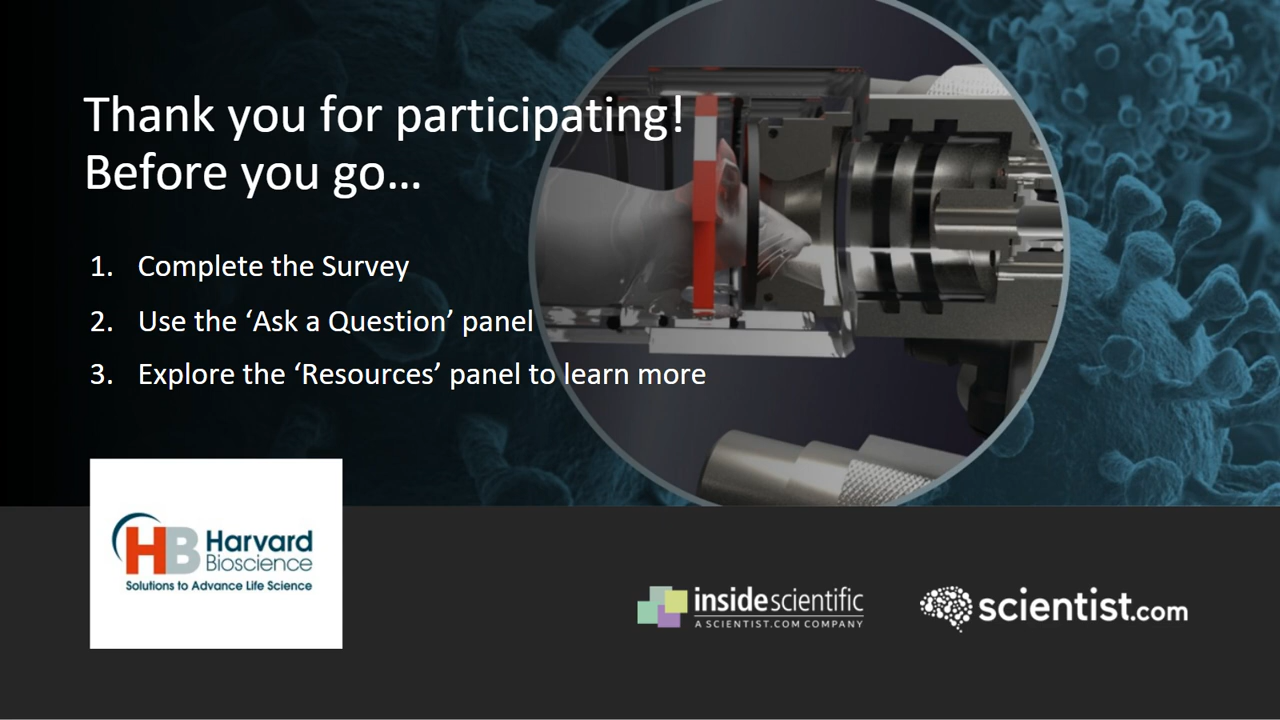 Thank you for participating!
Before you go…
1. Complete the Survey
2. Use the ‘Ask a Question’ panel
3. Explore the ‘Resources’ panel to learn more
HB Harvard
Bioscience
Solutions to Advance Life Science
insidescientific
A SCIENTIST.COM COMPANY
scientist.com